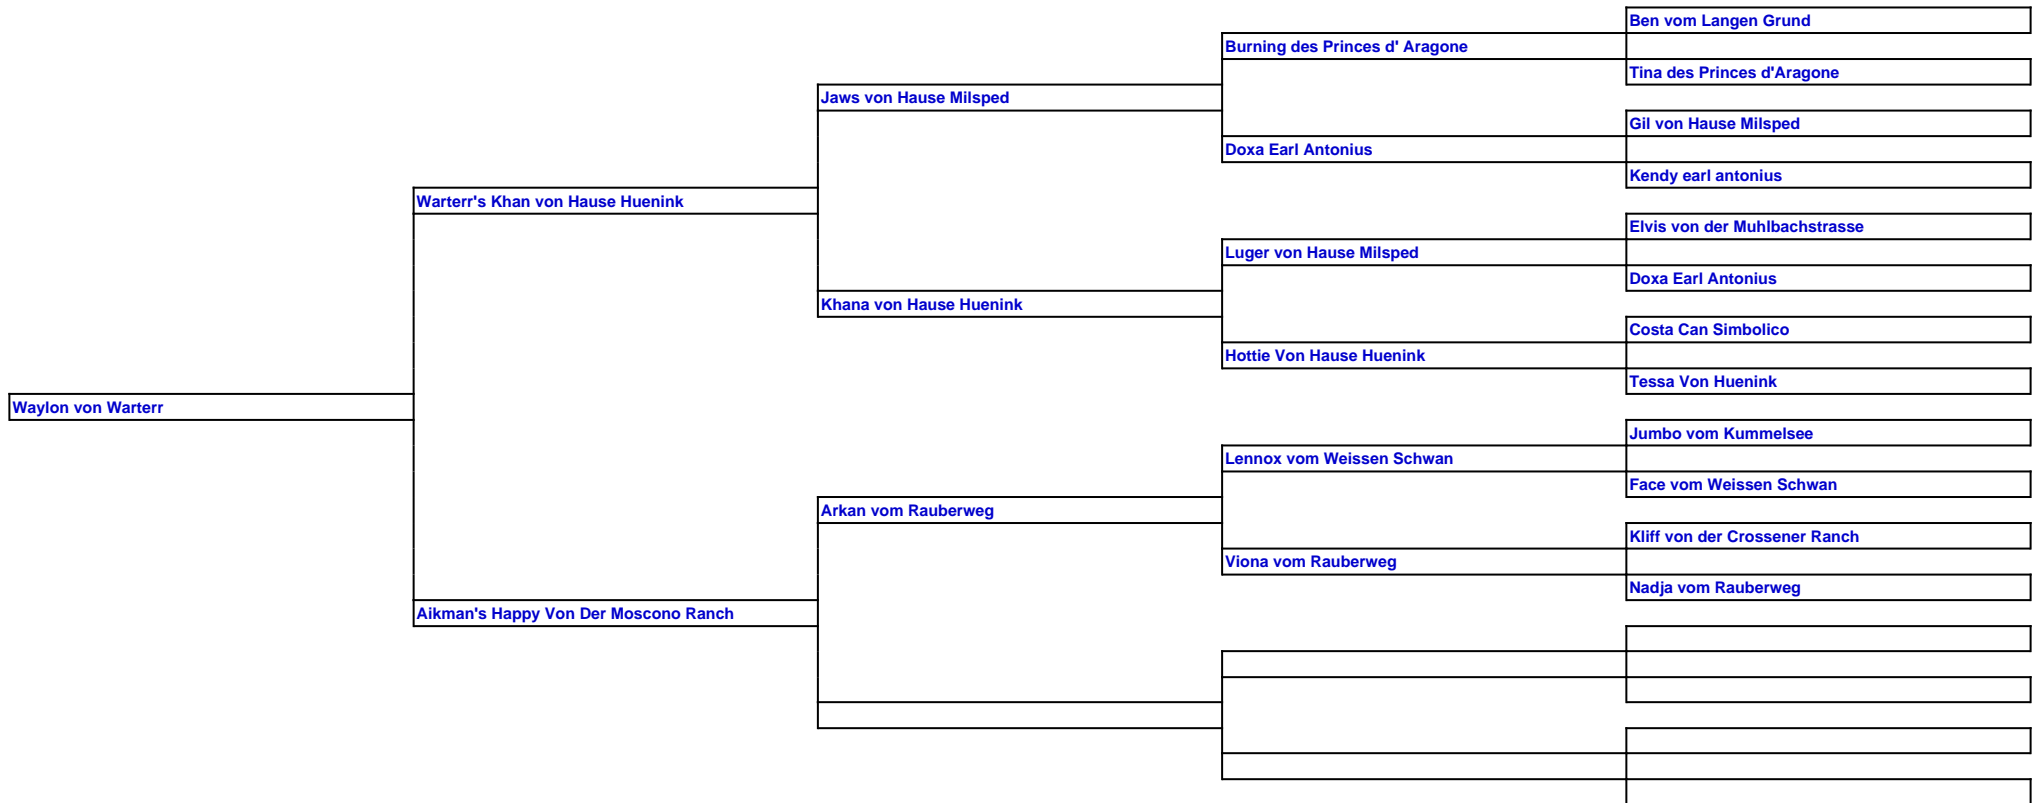 Ben vom Langen Grund
Burning des Princes d' Aragone
Tina des Princes d'Aragone
Jaws von Hause Milsped
Gil von Hause Milsped
Doxa Earl Antonius
Kendy earl antonius
Warterr's Khan von Hause Huenink
Elvis von der Muhlbachstrasse
Luger von Hause Milsped
Doxa Earl Antonius
Khana von Hause Huenink
Costa Can Simbolico
Hottie Von Hause Huenink
Tessa Von Huenink
Waylon von Warterr
Jumbo vom Kummelsee
Lennox vom Weissen Schwan
Face vom Weissen Schwan
Arkan vom Rauberweg
Kliff von der Crossener Ranch
Viona vom Rauberweg
Nadja vom Rauberweg
Aikman's Happy Von Der Moscono Ranch